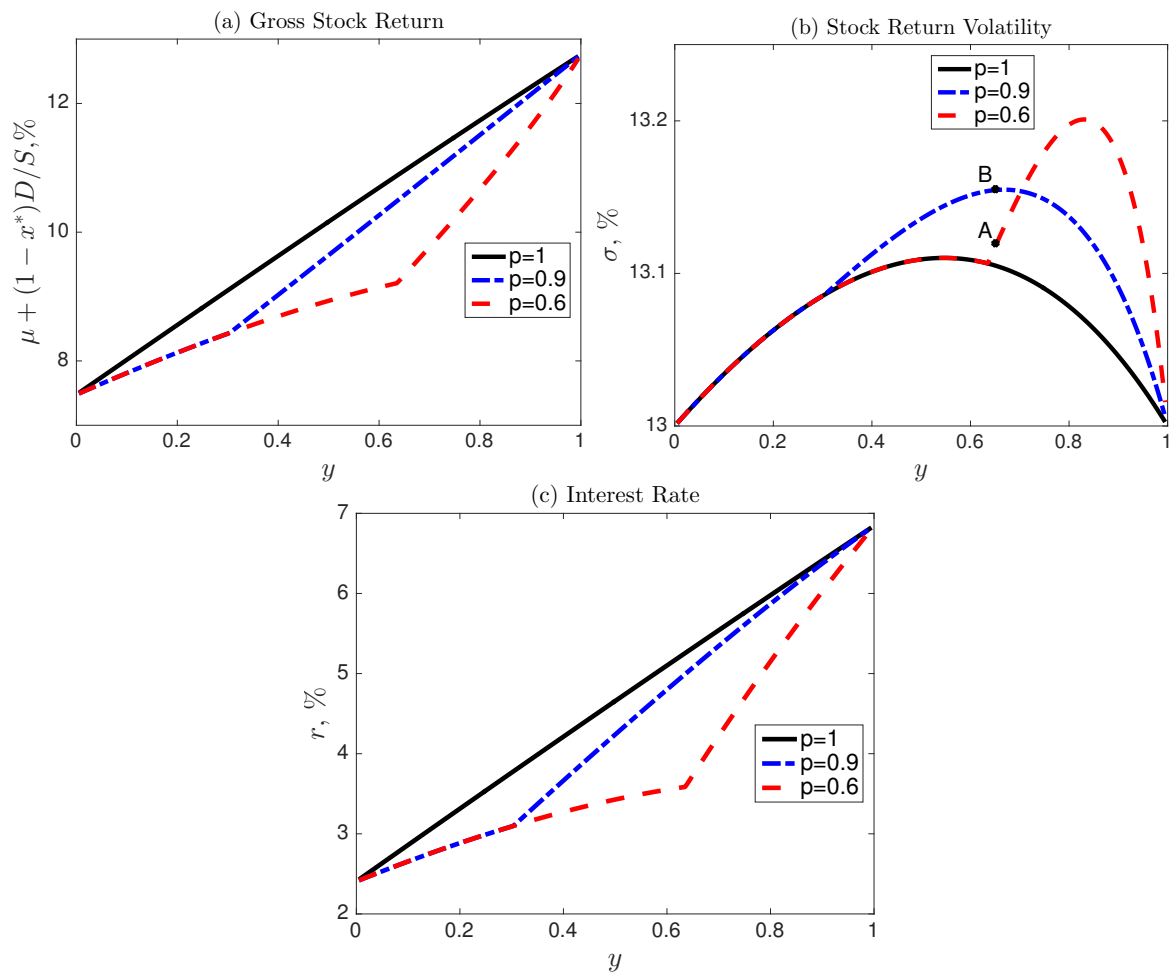 (a) Gross Stock Return
μ + (1 − x*)D/S,%
12
10
8
0 0.2 0.4 0.6 0.8 1
y
p=1
p=0.9
p=0.6
(b) Stock Return Volatility
σ, %
13.2
13.1
13
0 0.2 0.4 0.6 0.8 1
y
p=1
p=0.9
p=0.6
B
A
(c) Interest Rate
r, %
7
6
5
4
3
2
0 0.2 0.4 0.6 0.8 1
y
p=1
p=0.9
p=0.6